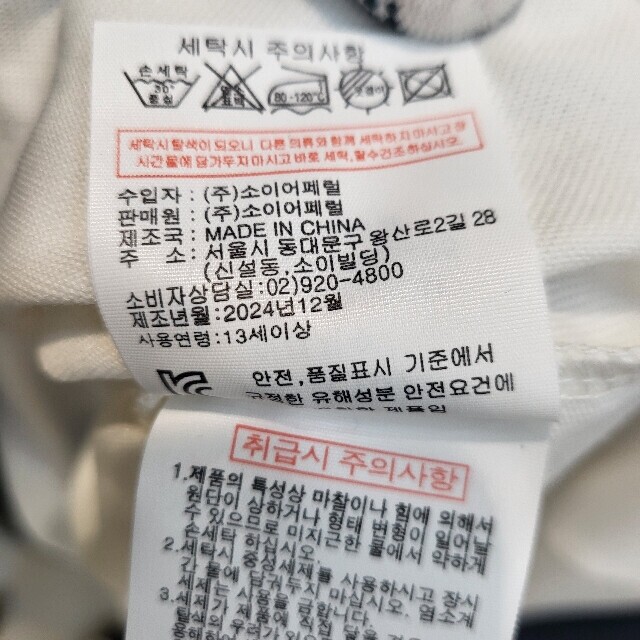 세탁시 주의사항
손세탁
30°
중성
80~120℃
세탁시 탈색이 되오니 다른 의류와 함께 세탁하지마시고 장
시간 물에 담가두지마시고 바로 세탁, 탈수건조하십시오.
수입자 : (주)소이어페럴
판매원 : (주)소이어페럴
제조국 : MADE IN CHINA
주 소 : 서울시 동대문구 왕산로2길 28
(신설동,소이빌딩)
소비자상담실:02)920-4800
제조년월:2024년12월
사용연령:13세이상
안전,품질표시 기준에서
규정한 유해성분 안전요건에
취급시 주의사항
1.제품의 특성상 마찰이나 힘에 의해서
원단이 상하거나 형태 변형이 일어날
수 있으므로 미지근한 물에서 약하게
손세탁 하십시오.
2.세탁시 중성세제를 사용하시고 장시
간 물에 담궈두지 마십시오.
3.세제는